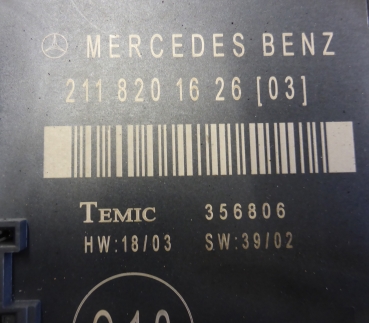 MERCEDES BENZ
211 820 16 26 [03]
TEMIC 356806
HW:18/03 SW:39/02